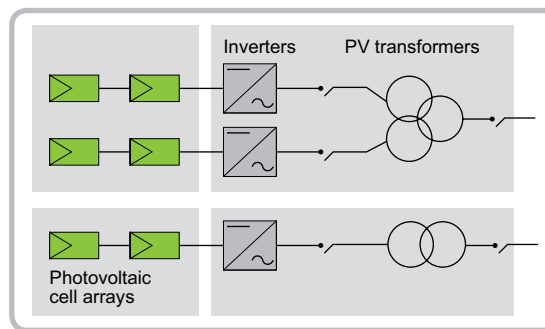 Inverters
PV transformers
Photovoltaic
cell arrays